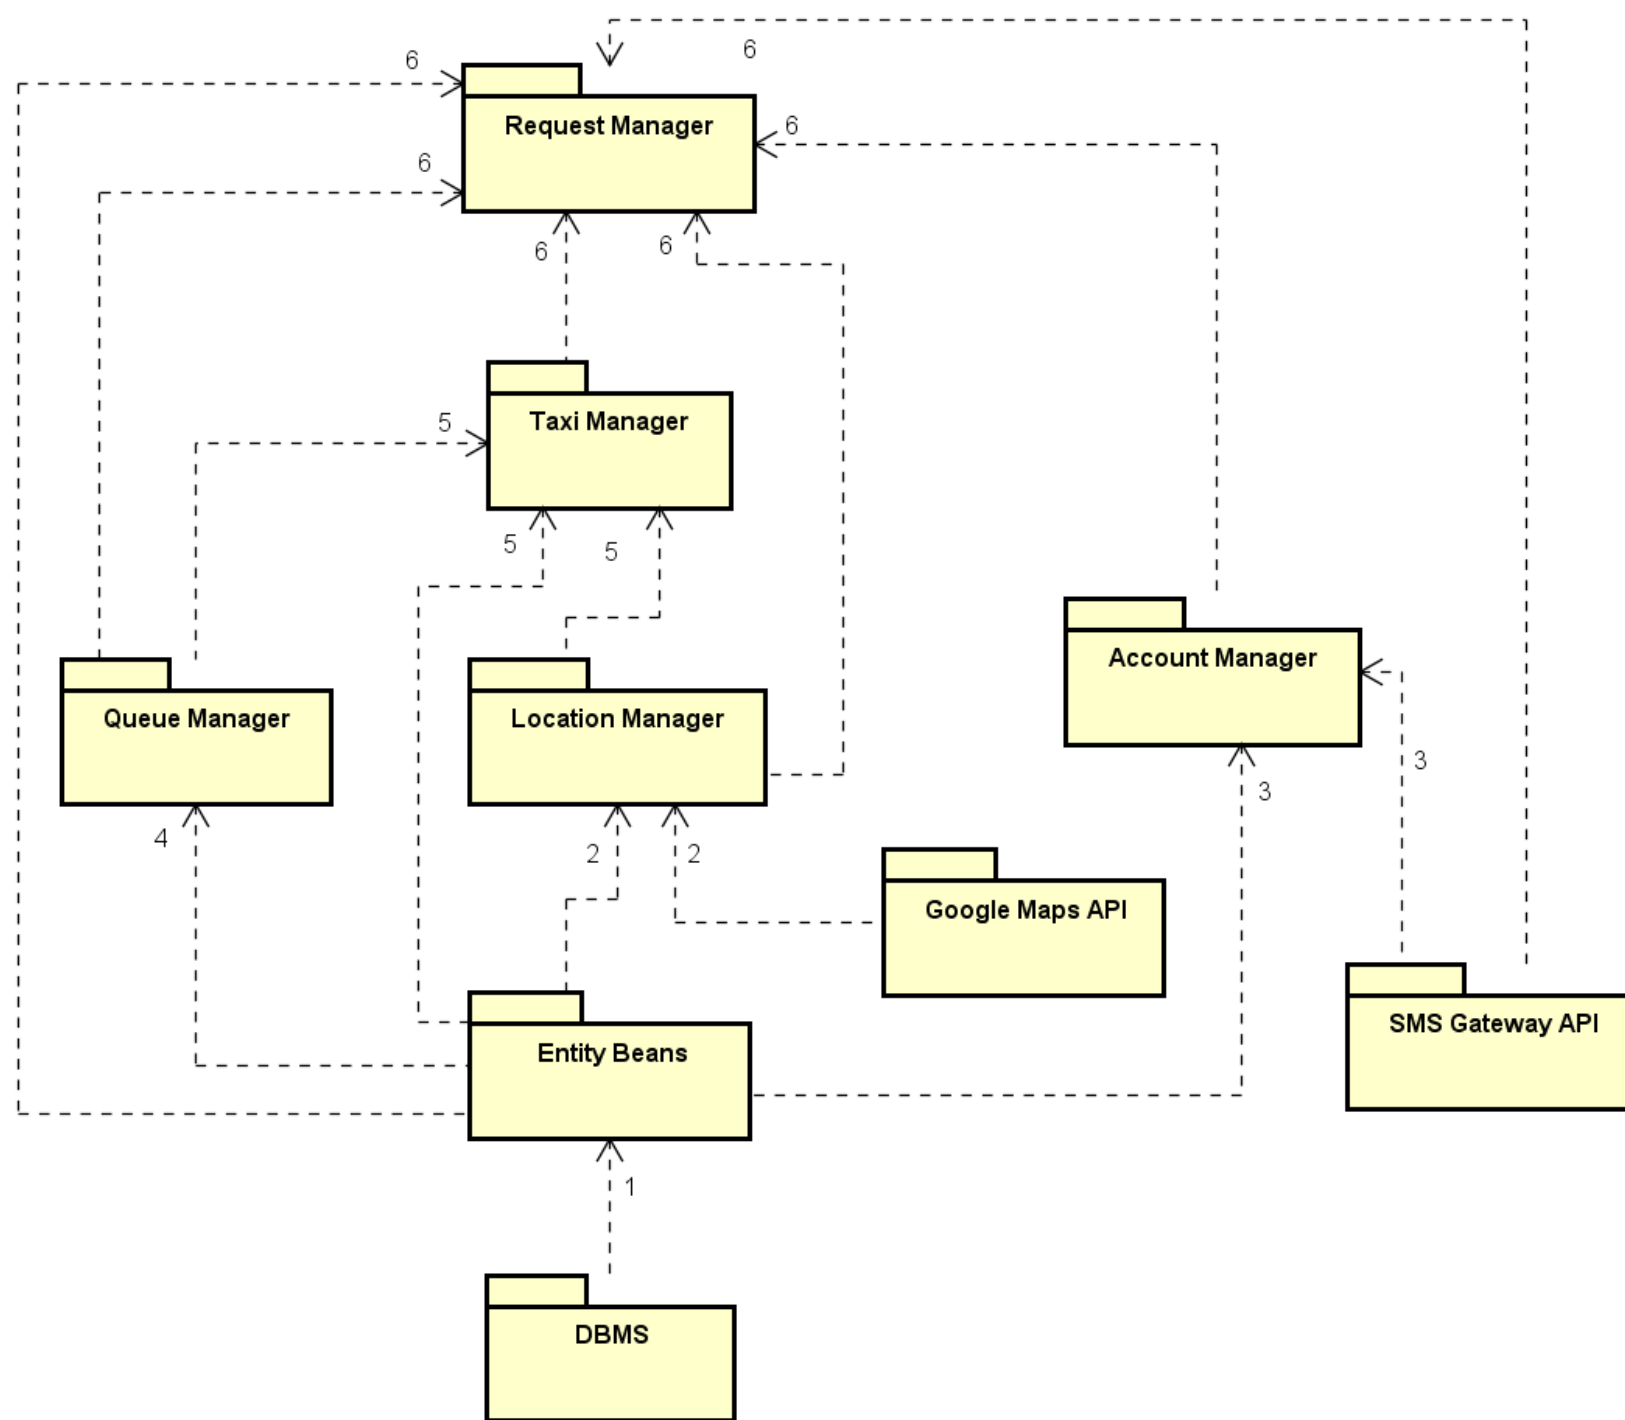 6
6
Request Manager
6
6
6
6
Taxi Manager
5
5
5
Account Manager
Queue Manager
Location Manager
3
3
4
2
2
Google Maps API
SMS Gateway API
Entity Beans
1
DBMS